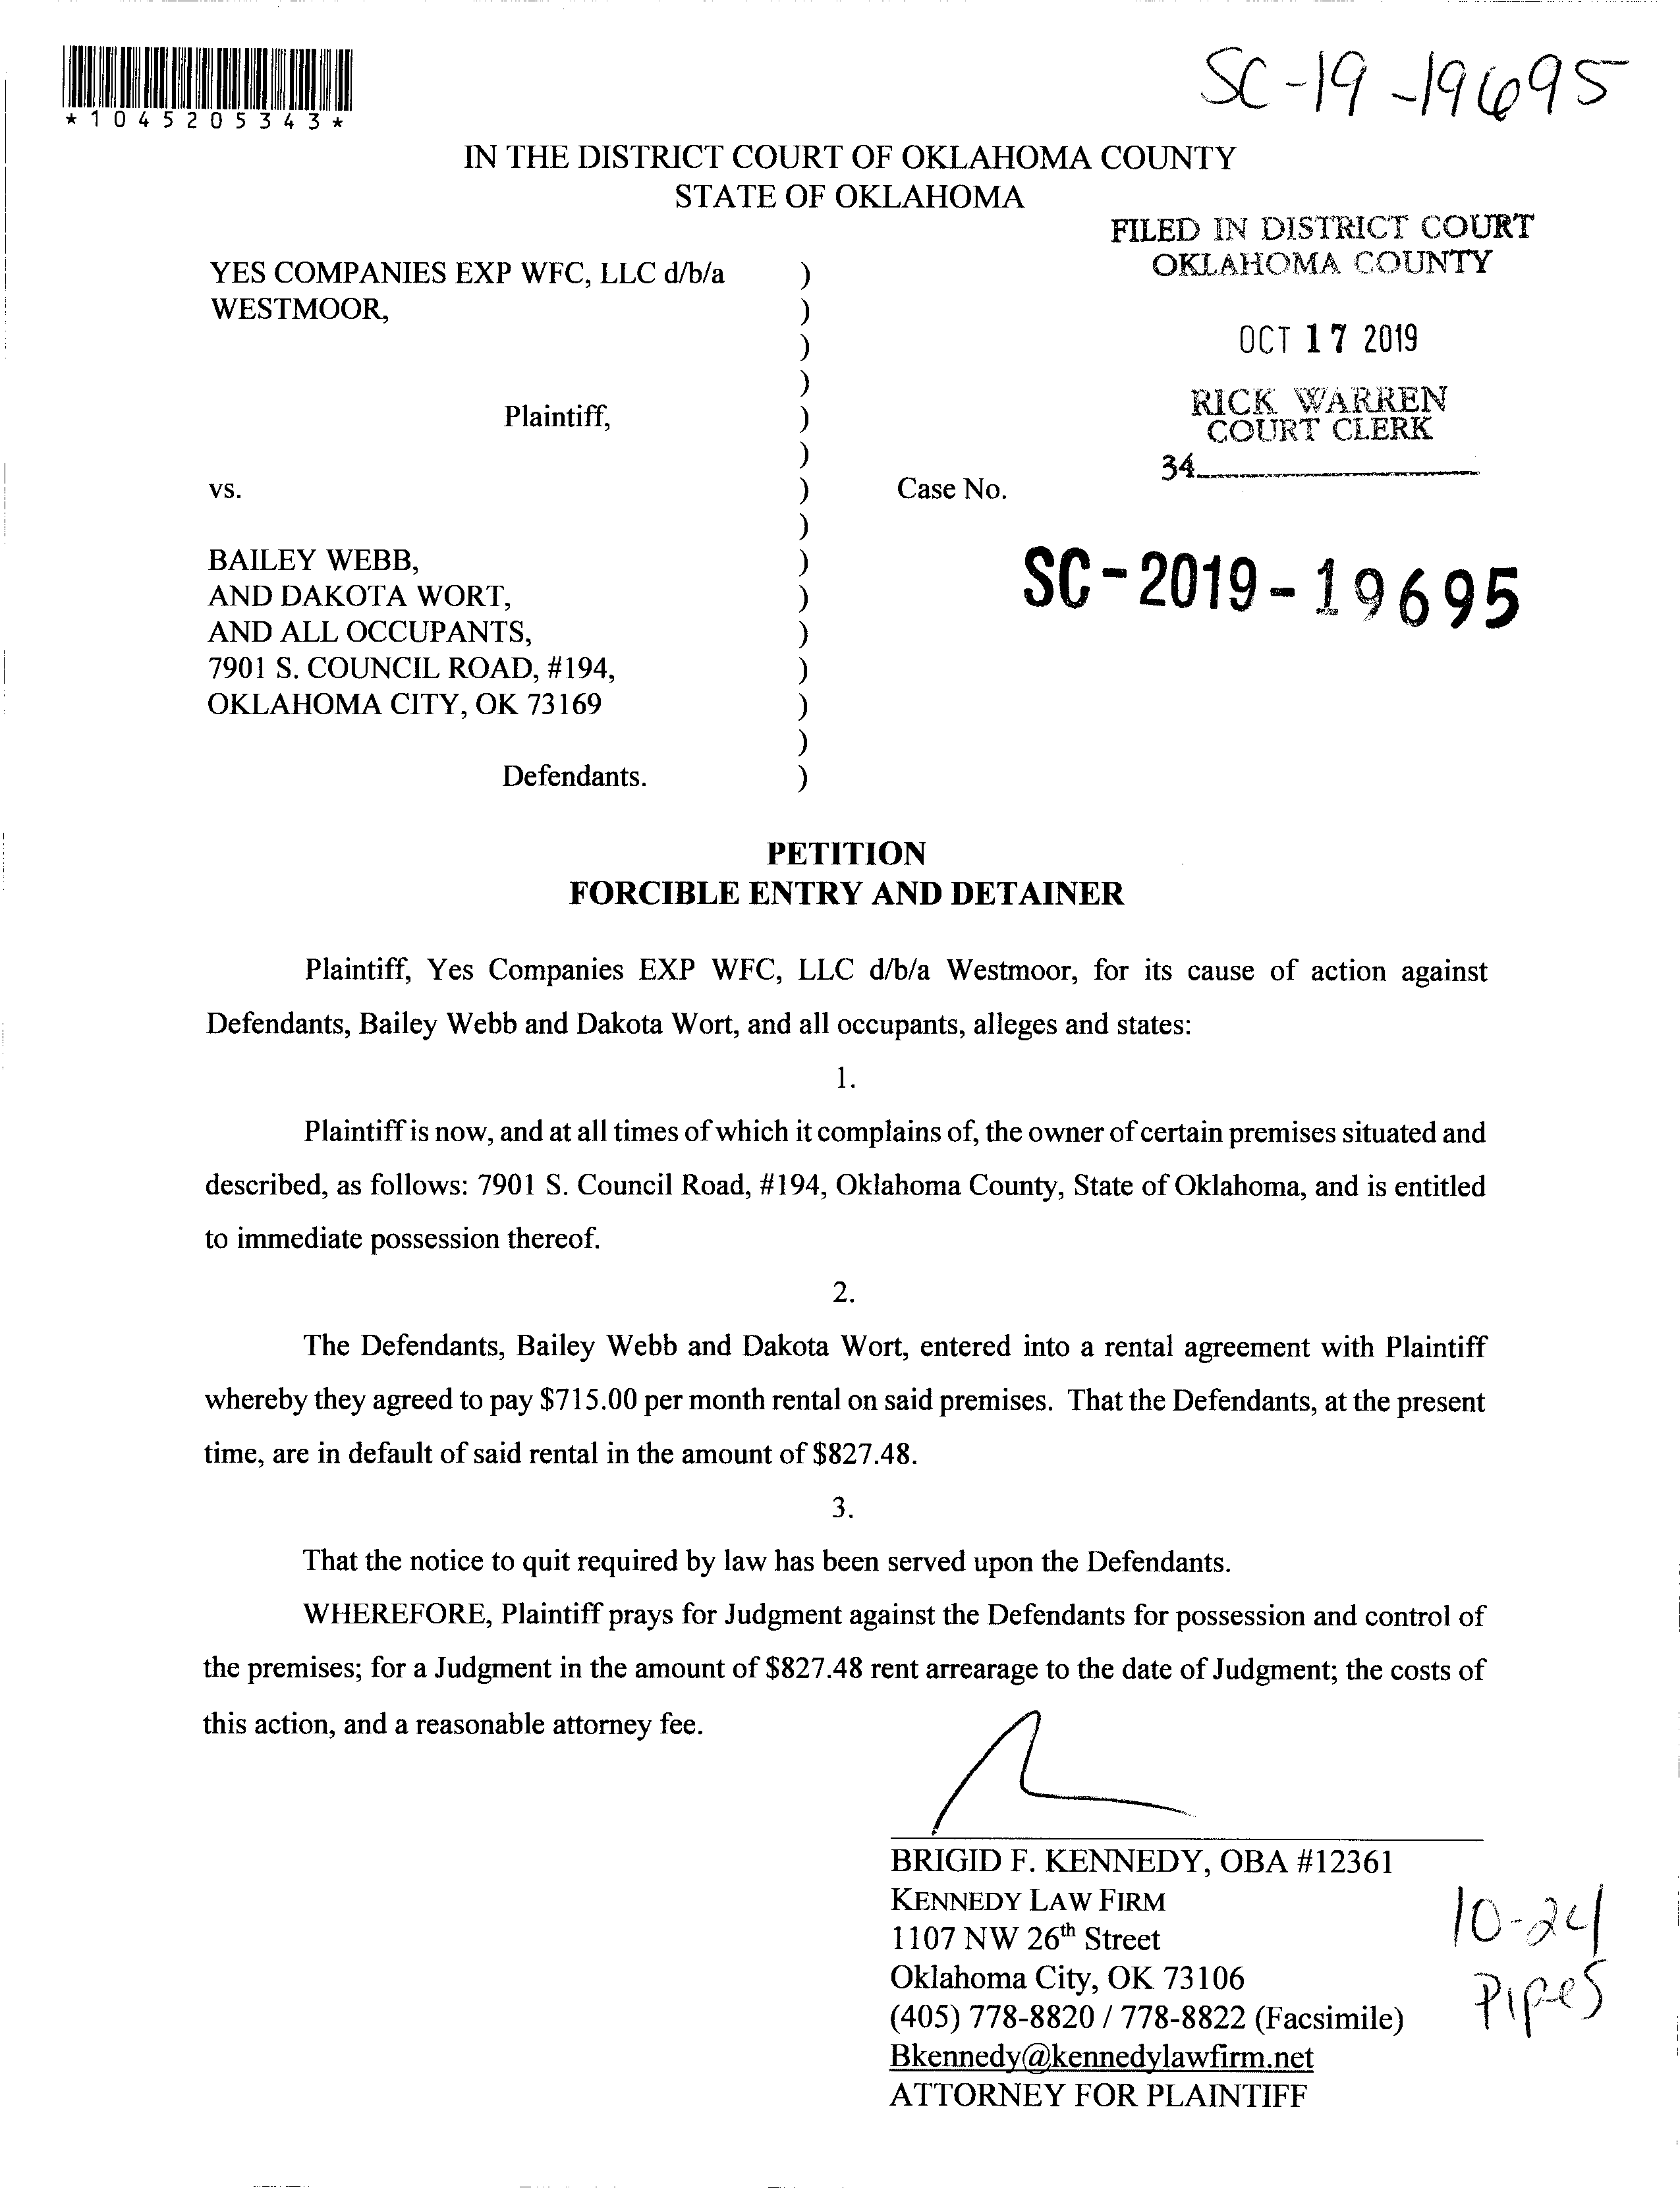 SC-19-19695
*1045205343*
IN THE DISTRICT COURT OF OKLAHOMA COUNTY
STATE OF OKLAHOMA
FILED IN DISTRICT COURT
OKLAHOMA COUNTY
OCT 17 2019
RICK WARREN
COURT CLERK
34
YES COMPANIES EXP WFC, LLC d/b/a )
WESTMOOR, )
)
)
Plaintiff, )
)
vs. ) Case No.
)
BAILEY WEBB, ) SC-2019-19695
AND DAKOTA WORT, )
AND ALL OCCUPANTS, )
7901 S. COUNCIL ROAD, #194, )
OKLAHOMA CITY, OK 73169 )
)
Defendants. )
PETITION
FORCIBLE ENTRY AND DETAINER
Plaintiff, Yes Companies EXP WFC, LLC d/b/a Westmoor, for its cause of action against
Defendants, Bailey Webb and Dakota Wort, and all occupants, alleges and states:
1.
Plaintiff is now, and at all times of which it complains of, the owner of certain premises situated and
described, as follows: 7901 S. Council Road, #194, Oklahoma County, State of Oklahoma, and is entitled
to immediate possession thereof.
2.
The Defendants, Bailey Webb and Dakota Wort, entered into a rental agreement with Plaintiff
whereby they agreed to pay $715.00 per month rental on said premises. That the Defendants, at the present
time, are in default of said rental in the amount of $827.48.
3.
That the notice to quit required by law has been served upon the Defendants.
WHEREFORE, Plaintiff prays for Judgment against the Defendants for possession and control of
the premises; for a Judgment in the amount of $827.48 rent arrearage to the date of Judgment; the costs of
this action, and a reasonable attorney fee.
BRIGID F. KENNEDY, OBA #12361
KENNEDY LAW FIRM
1107 NW 26th Street
Oklahoma City, OK 73106
(405) 778-8820 / 778-8822 (Facsimile)
Bkennedy@kennedylawfirm.net
ATTORNEY FOR PLAINTIFF
10-24
Pipes